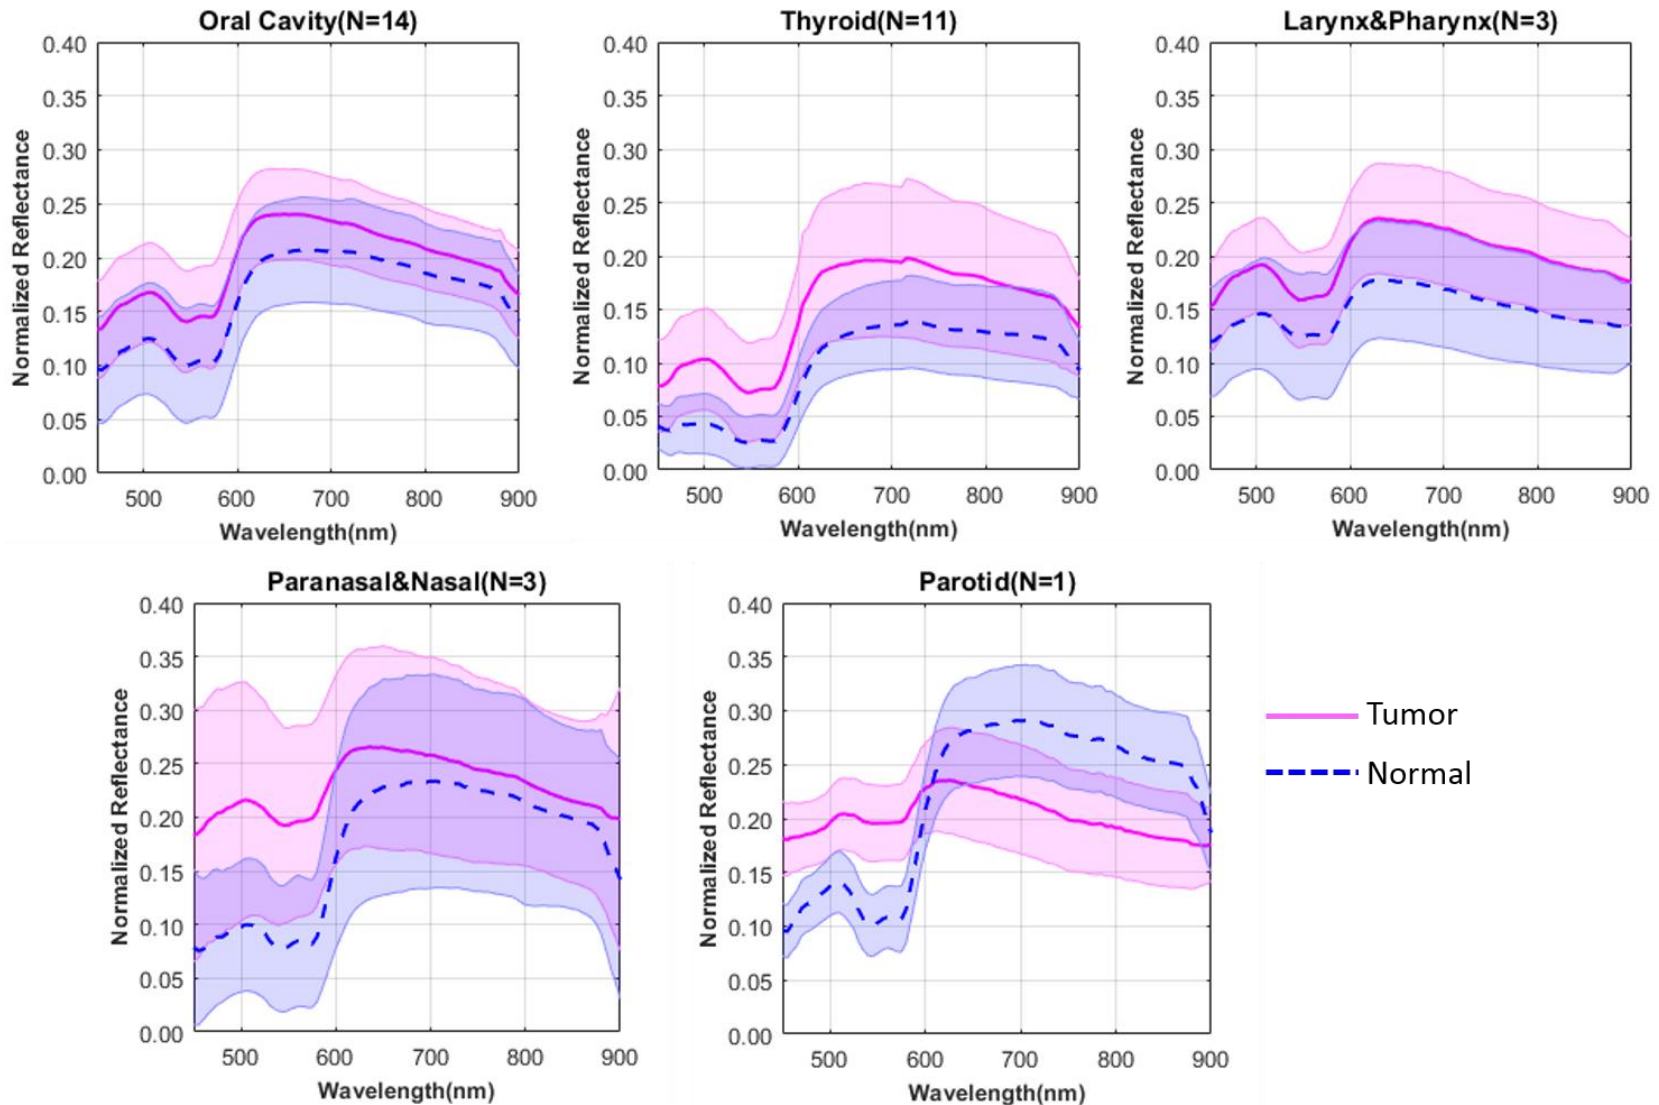 Oral Cavity(N=14)
Thyroid(N=11)
Larynx&Pharynx(N=3)
Normalized Reflectance
0.40
0.35
0.30
0.25
0.20
0.15
0.10
0.05
0.00
500 600 700 800 900
Wavelength(nm)
Normalized Reflectance
0.40
0.35
0.30
0.25
0.20
0.15
0.10
0.05
0.00
500 600 700 800 900
Wavelength(nm)
Normalized Reflectance
0.40
0.35
0.30
0.25
0.20
0.15
0.10
0.05
0.00
500 600 700 800 900
Wavelength(nm)
Paranasal&Nasal(N=3)
Parotid(N=1)
Normalized Reflectance
0.40
0.35
0.30
0.25
0.20
0.15
0.10
0.05
0.00
500 600 700 800 900
Wavelength(nm)
Normalized Reflectance
0.40
0.35
0.30
0.25
0.20
0.15
0.10
0.05
0.00
500 600 700 800 900
Wavelength(nm)
Tumor
Normal